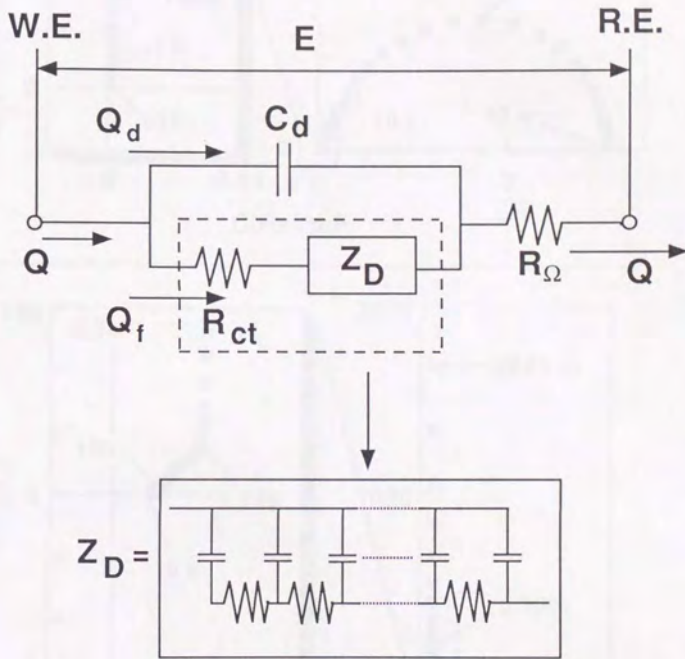 W.E.
E
R.E.
Q_d
C_d
Q
R_ct
Z_D
R_Ω
Q
Q_f
Z_D =